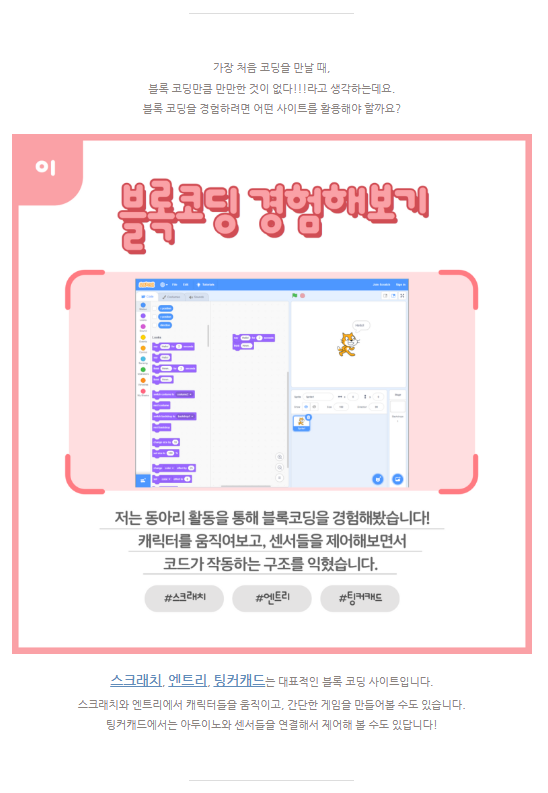 가장 처음 코딩을 만날 때,
블록 코딩만큼 만만한 것이 없다!!!라고 생각하는데요.
블록 코딩을 경험하려면 어떤 사이트를 활용해야 할까요?
01
블록코딩 경험해보기
저는 동아리 활동을 통해 블록코딩을 경험해봤습니다!
캐릭터를 움직여보고, 센서들을 제어해보면서
코드가 작동하는 구조를 익혔습니다.
#스크래치 #엔트리 #팅커캐드
스크래치, 엔트리, 팅커캐드는 대표적인 블록 코딩 사이트입니다.
스크래치와 엔트리에서 캐릭터들을 움직이고, 간단한 게임을 만들어볼 수도 있습니다.
팅커캐드에서는 아두이노와 센서들을 연결해서 제어해 볼 수도 있답니다!